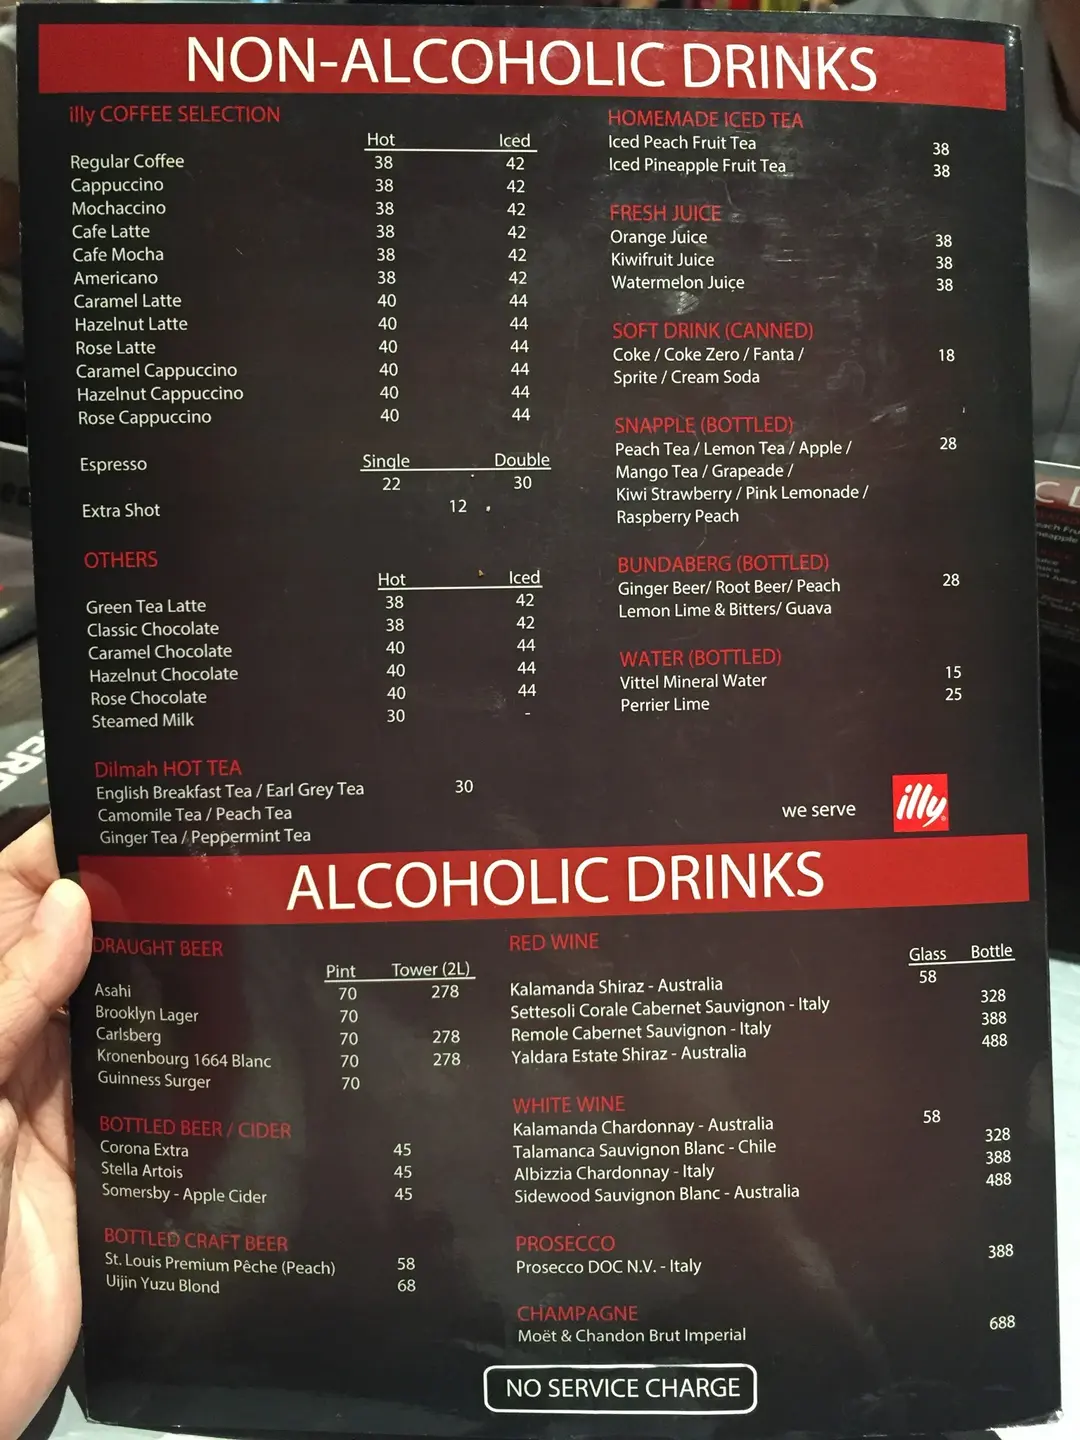 NON-ALCOHOLIC DRINKS
illy COFFEE SELECTION
Hot Iced
Regular Coffee 38 42
Cappuccino 38 42
Mochaccino 38 42
Cafe Latte 38 42
Cafe Mocha 38 42
Americano 38 42
Caramel Latte 40 44
Hazelnut Latte 40 44
Rose Latte 40 44
Caramel Cappuccino 40 44
Hazelnut Cappuccino 40 44
Rose Cappuccino 40 44
Espresso Single Double
22 30
Extra Shot 12
OTHERS
Hot Iced
Green Tea Latte 38 42
Classic Chocolate 38 42
Caramel Chocolate 40 44
Hazelnut Chocolate 40 44
Rose Chocolate 40 44
Steamed Milk 30 -
Dilmah HOT TEA
English Breakfast Tea / Earl Grey Tea 30
Camomile Tea / Peach Tea
Ginger Tea / Peppermint Tea
HOMEMADE ICED TEA
Iced Peach Fruit Tea 38
Iced Pineapple Fruit Tea 38
FRESH JUICE
Orange Juice 38
Kiwifruit Juice 38
Watermelon Juice 38
SOFT DRINK (CANNED)
Coke / Coke Zero / Fanta / 18
Sprite / Cream Soda
SNAPPLE (BOTTLED)
Peach Tea / Lemon Tea / Apple / 28
Mango Tea / Grapeade /
Kiwi Strawberry / Pink Lemonade /
Raspberry Peach
BUNDABERG (BOTTLED)
Ginger Beer/ Root Beer/ Peach 28
Lemon Lime & Bitters/ Guava
WATER (BOTTLED)
Vittel Mineral Water 15
Perrier Lime 25
we serve illy
ALCOHOLIC DRINKS
DRAUGHT BEER
Pint Tower (2L)
Asahi 70 278
Brooklyn Lager 70
Carlsberg 70 278
Kronenbourg 1664 Blanc 70 278
Guinness Surger 70
BOTTLED BEER / CIDER
Corona Extra 45
Stella Artois 45
Somersby - Apple Cider 45
BOTTLED CRAFT BEER
St. Louis Premium Pêche (Peach) 58
Uijin Yuzu Blond 68
RED WINE
Glass Bottle
Kalamanda Shiraz - Australia 58
Settesoli Corale Cabernet Sauvignon - Italy 328
Remole Cabernet Sauvignon - Italy 388
Yaldara Estate Shiraz - Australia 488
WHITE WINE
Kalamanda Chardonnay - Australia 58
Talamanca Sauvignon Blanc - Chile 328
Albizzia Chardonnay - Italy 388
Sidewood Sauvignon Blanc - Australia 488
PROSECCO
Prosecco DOC N.V. - Italy 388
CHAMPAGNE
Moët & Chandon Brut Imperial 688
NO SERVICE CHARGE